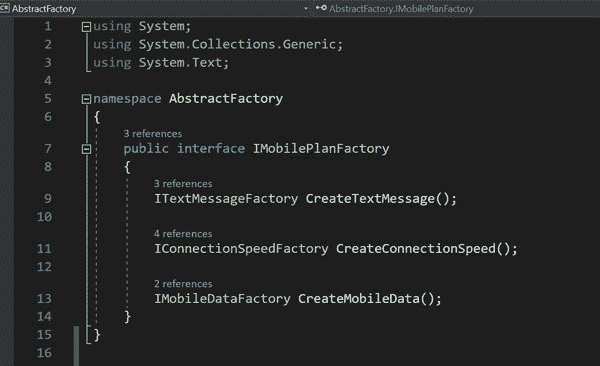 AbstractFactory AbstractFactory.IMobilePlanFactory
1 using System;
2 using System.Collections.Generic;
3 using System.Text;
4
5 namespace AbstractFactory
6 {
3 references
7 public interface IMobilePlanFactory
8 {
3 references
9 ITextMessageFactory CreateTextMessage();
10
4 references
11 IConnectionSpeedFactory CreateConnectionSpeed();
12
2 references
13 IMobileDataFactory CreateMobileData();
14 }
15 }
16